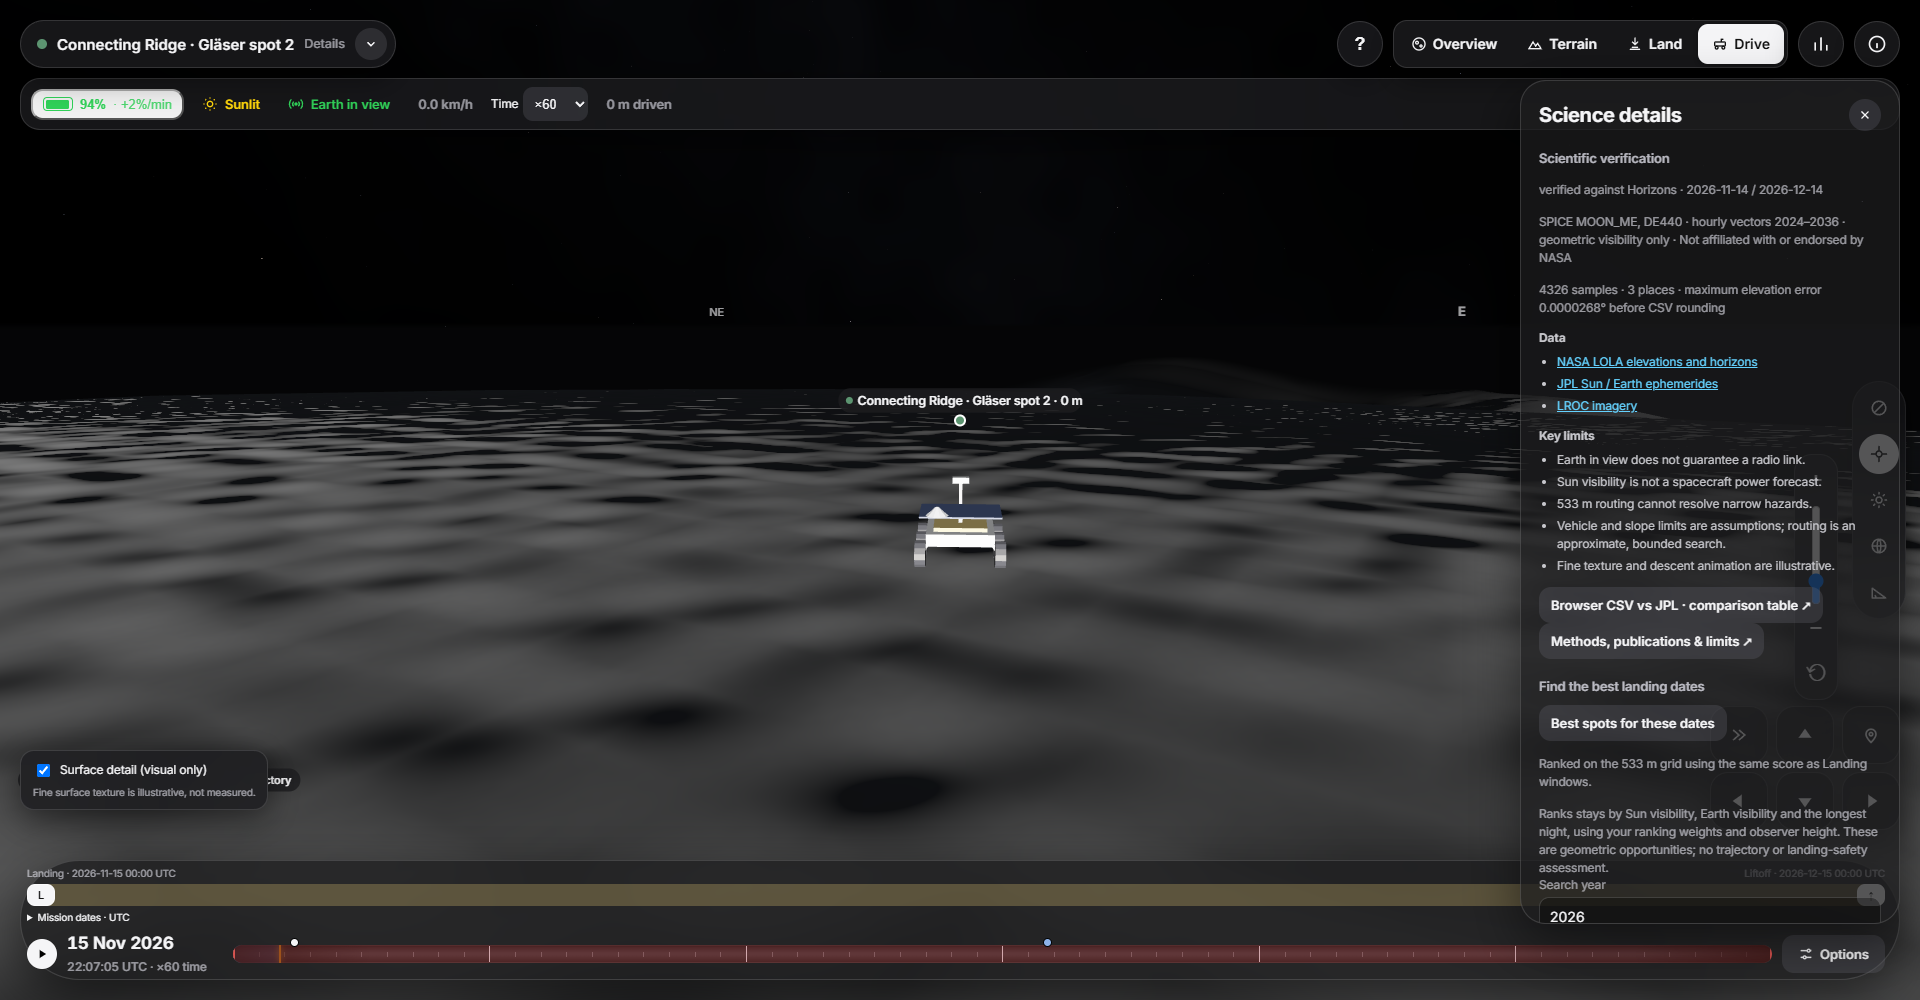 Connecting Ridge · Gläser spot 2 Details
? Overview Terrain Land Drive
94% · +2%/min Sunlit Earth in view 0.0 km/h Time ×60 0 m driven
NE
E
Connecting Ridge · Gläser spot 2 · 0 m
Science details
Scientific verification
verified against Horizons · 2026-11-14 / 2026-12-14
SPICE MOON_ME, DE440 · hourly vectors 2024–2036 ·
geometric visibility only · Not affiliated with or endorsed by
NASA
4326 samples · 3 places · maximum elevation error
0.0000268° before CSV rounding
Data
• NASA LOLA elevations and horizons
• JPL Sun / Earth ephemerides
• LROC imagery
Key limits
• Earth in view does not guarantee a radio link.
• Sun visibility is not a spacecraft power forecast.
• 533 m routing cannot resolve narrow hazards.
• Vehicle and slope limits are assumptions; routing is an
approximate, bounded search.
• Fine texture and descent animation are illustrative.
Browser CSV vs JPL · comparison table ↗
Methods, publications & limits ↗
Find the best landing dates
Best spots for these dates
Ranked on the 533 m grid using the same score as Landing
windows.
Ranks stays by Sun visibility, Earth visibility and the longest
night, using your ranking weights and observer height. These
are geometric opportunities; no trajectory or landing-safety
assessment.
Search year
2026
Surface detail (visual only)
Fine surface texture is illustrative, not measured.
ctory
Landing · 2026-11-15 00:00 UTC
Liftoff · 2026-12-15 00:00 UTC
L
Mission dates · UTC
15 Nov 2026
22:07:05 UTC · ×60 time
Options